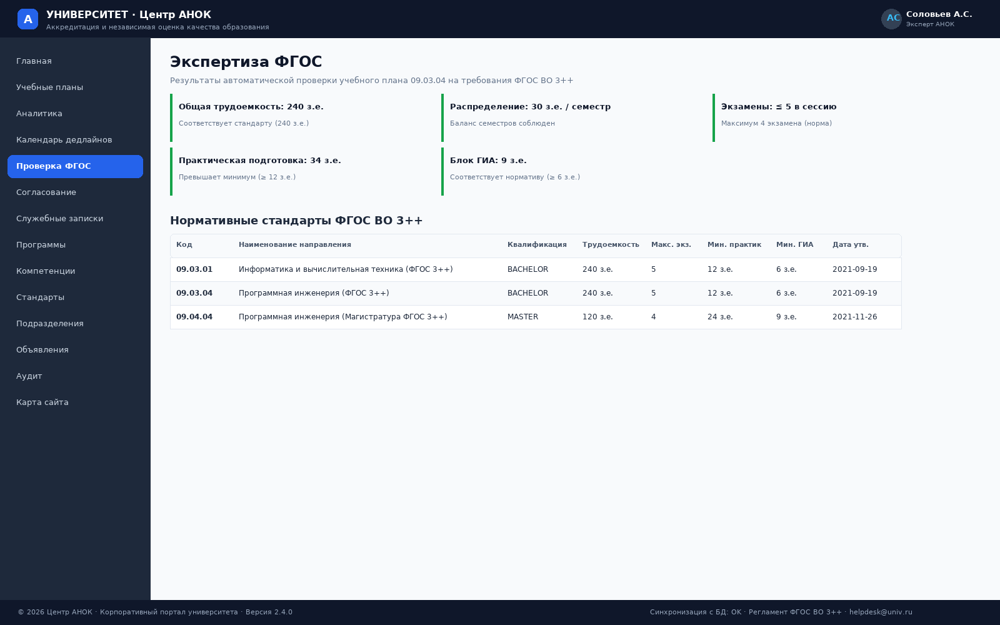 А
УНИВЕРСИТЕТ · Центр АНОК
Аккредитация и независимая оценка качества образования
АС
Соловьев А.С.
Эксперт АНОК
Главная
Учебные планы
Аналитика
Календарь дедлайнов
Проверка ФГОС
Согласование
Служебные записки
Программы
Компетенции
Стандарты
Подразделения
Объявления
Аудит
Карта сайта
Экспертиза ФГОС
Результаты автоматической проверки учебного плана 09.03.04 на требования ФГОС ВО 3++
Общая трудоемкость: 240 з.е.
Соответствует стандарту (240 з.е.)
Распределение: 30 з.е. / семестр
Баланс семестров соблюден
Экзамены: ≤ 5 в сессию
Максимум 4 экзамена (норма)
Практическая подготовка: 34 з.е.
Превышает минимум (≥ 12 з.е.)
Блок ГИА: 9 з.е.
Соответствует нормативу (≥ 6 з.е.)
Нормативные стандарты ФГОС ВО 3++
Код Наименование направления Квалификация Трудоемкость Макс. экз. Мин. практик Мин. ГИА Дата утв.
09.03.01 Информатика и вычислительная техника (ФГОС 3++) BACHELOR 240 з.е. 5 12 з.е. 6 з.е. 2021-09-19
09.03.04 Программная инженерия (ФГОС 3++) BACHELOR 240 з.е. 5 12 з.е. 6 з.е. 2021-09-19
09.04.04 Программная инженерия (Магистратура ФГОС 3++) MASTER 120 з.е. 4 24 з.е. 9 з.е. 2021-11-26
© 2026 Центр АНОК · Корпоративный портал университета · Версия 2.4.0
Синхронизация с БД: OK · Регламент ФГОС ВО 3++ · helpdesk@univ.ru